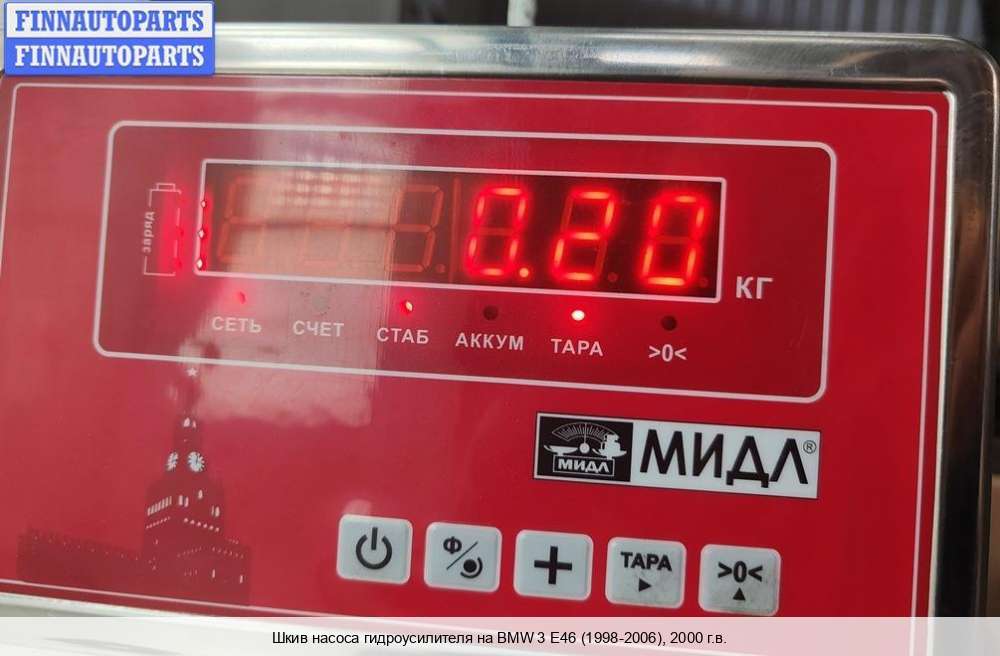 FINNAUTOPARTS
FINNAUTOPARTS
заряд
0.20
КГ
СЕТЬ СЧЕТ СТАБ АККУМ ТАРА >0<
МИДЛ МИДЛ®
Ф ТАРА >0<
Шкив насоса гидроусилителя на BMW 3 E46 (1998-2006), 2000 г.в.